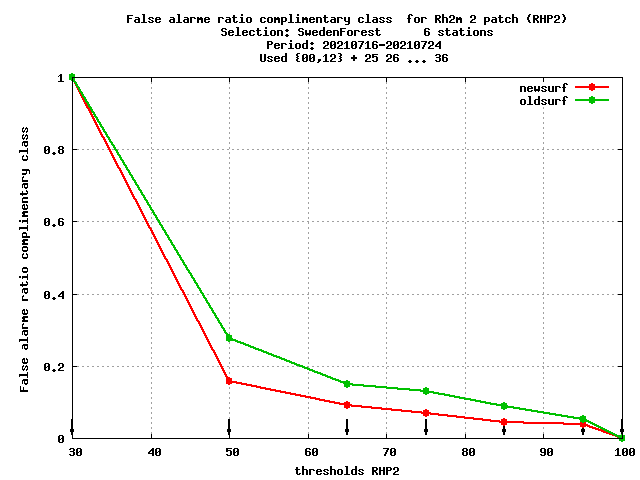 False alarme ratio complimentary class  for Rh2m 2 patch (RHP2)
Selection: SwedenForest      6 stations
Period: 20210716-20210724
Used {00,12} + 25 26 ... 36
newsurf
oldsurf
1
0.8
0.6
0.4
0.2
0
False alarme ratio complimentary class
30 40 50 60 70 80 90 100
thresholds RHP2